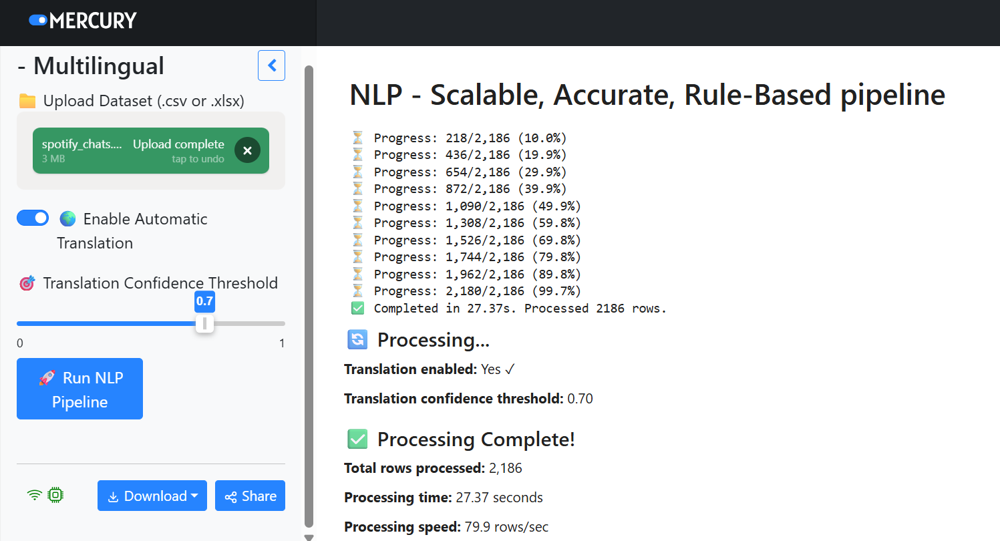 MERCURY
- Multilingual
📁 Upload Dataset (.csv or .xlsx)
spotify_chats.... Upload complete
3 MB tap to undo
🌍 Enable Automatic
Translation
🎯 Translation Confidence Threshold
0.7
0 1
🚀 Run NLP
Pipeline
Download Share
NLP - Scalable, Accurate, Rule-Based pipeline
⏳ Progress: 218/2,186 (10.0%)
⏳ Progress: 436/2,186 (19.9%)
⏳ Progress: 654/2,186 (29.9%)
⏳ Progress: 872/2,186 (39.9%)
⏳ Progress: 1,090/2,186 (49.9%)
⏳ Progress: 1,308/2,186 (59.8%)
⏳ Progress: 1,526/2,186 (69.8%)
⏳ Progress: 1,744/2,186 (79.8%)
⏳ Progress: 1,962/2,186 (89.8%)
⏳ Progress: 2,180/2,186 (99.7%)
✅ Completed in 27.37s. Processed 2186 rows.
🔄 Processing...
Translation enabled: Yes ✓
Translation confidence threshold: 0.70
✅ Processing Complete!
Total rows processed: 2,186
Processing time: 27.37 seconds
Processing speed: 79.9 rows/sec